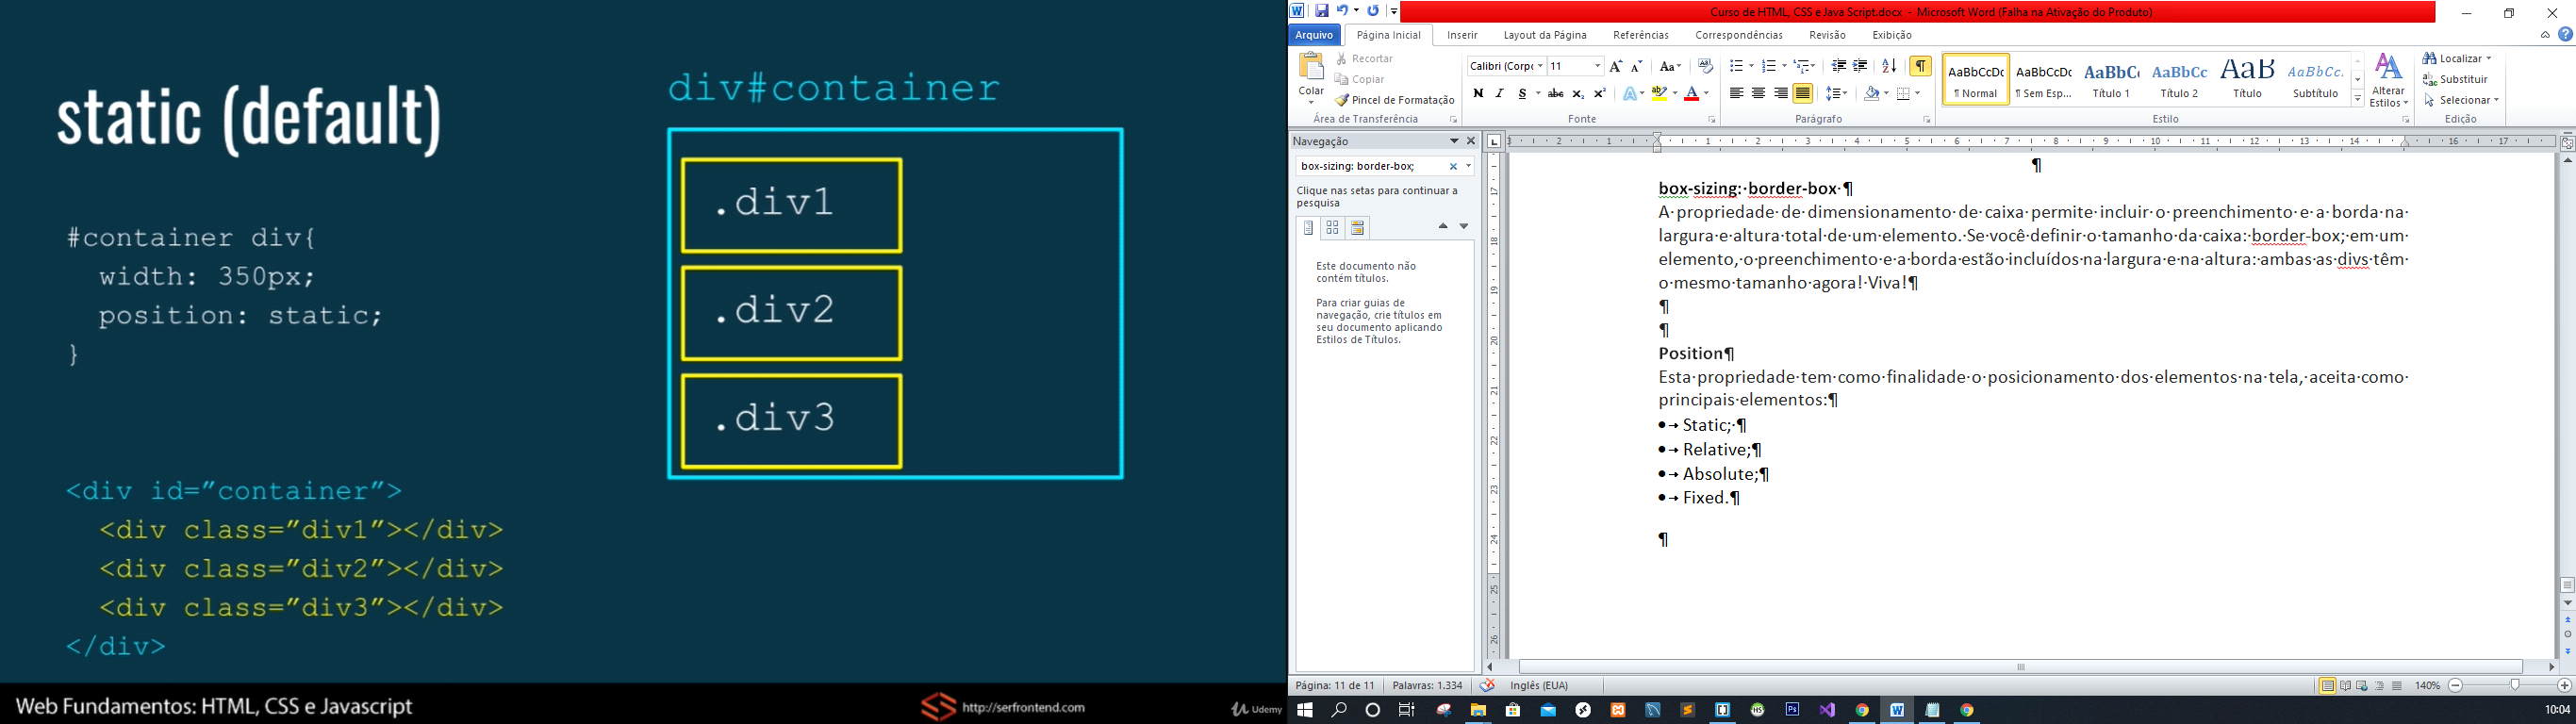 static (default)
#container div{
width: 350px;
position: static;
}
<div id="container">
<div class="div1"></div>
<div class="div2"></div>
<div class="div3"></div>
</div>
div#container
.div1
.div2
.div3
Web Fundamentos: HTML, CSS e Javascript
http://serfrontend.com
Udemy
Curso de HTML, CSS e Java Script.docx - Microsoft Word (Falha na Ativação do Produto)
Arquivo Página Inicial Inserir Layout da Página Referências Correspondências Revisão Exibição
Colar
Recortar
Copiar
Pincel de Formatação
Área de Transferência
Calibri (Corpo 11
N I S abc x₂ x²
Fonte
Parágrafo
AaBbCcDc AaBbCcDc AaBbC AaBbCc AaB AaBbCc.
¶ Normal ¶ Sem Esp... Título 1 Título 2 Título Subtítulo
Estilo
Alterar
Estilos
Localizar
Substituir
Selecionar
Edição
Navegação
box-sizing: border-box;
Clique nas setas para continuar a
pesquisa
Este documento não
contém títulos.
Para criar guias de
navegação, crie títulos em
seu documento aplicando
Estilos de Títulos.
¶
box-sizing:·border-box·¶
A·propriedade·de·dimensionamento·de·caixa·permite·incluir·o·preenchimento·e·a·borda·na·
largura·e·altura·total·de·um·elemento.·Se·você·definir·o·tamanho·da·caixa:·border-box;·em·um·
elemento,·o·preenchimento·e·a·borda·estão·incluídos·na·largura·e·na·altura:·ambas·as·divs·têm·
o·mesmo·tamanho·agora!·Viva!¶
¶
¶
Position¶
Esta·propriedade·tem·como·finalidade·o·posicionamento·dos·elementos·na·tela,·aceita·como·
principais·elementos:¶
•→Static;·¶
•→Relative;¶
•→Absolute;¶
•→Fixed.¶
¶
Página: 11 de 11 Palavras: 1.334 Inglês (EUA) 140%
10:04